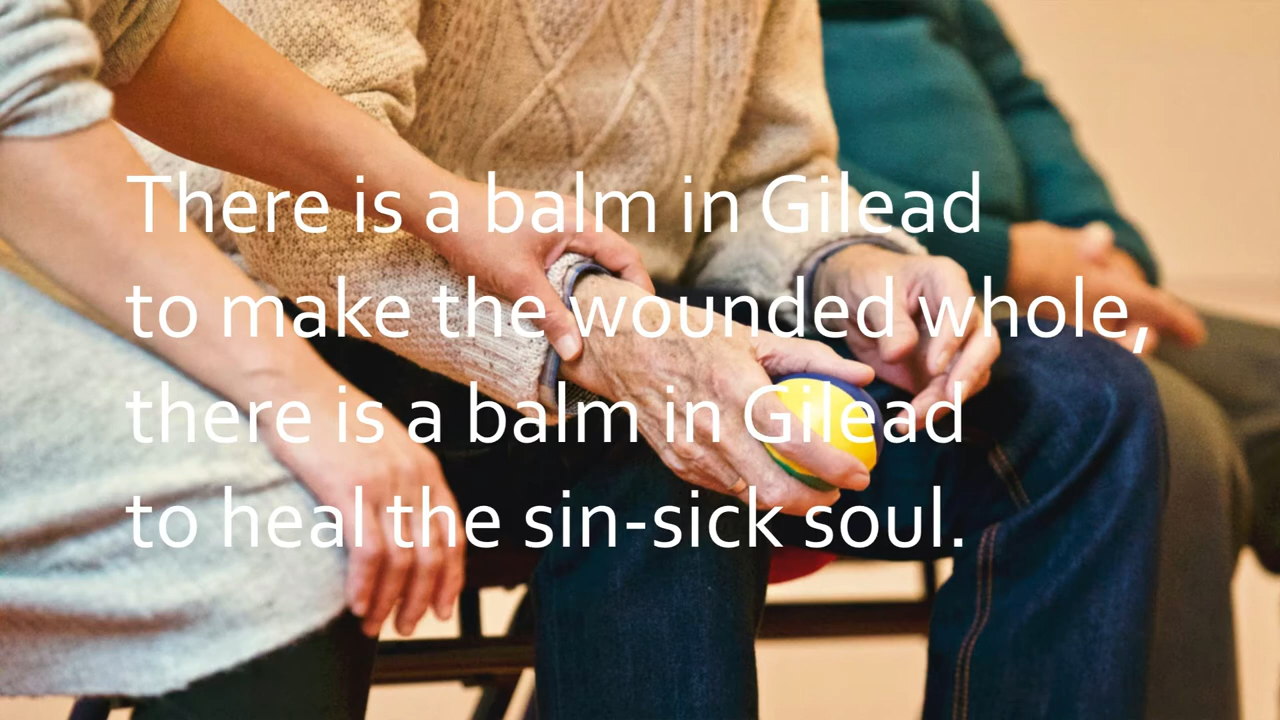 There is a balm in Gilead
to make the wounded whole,
there is a balm in Gilead
to heal the sin-sick soul.